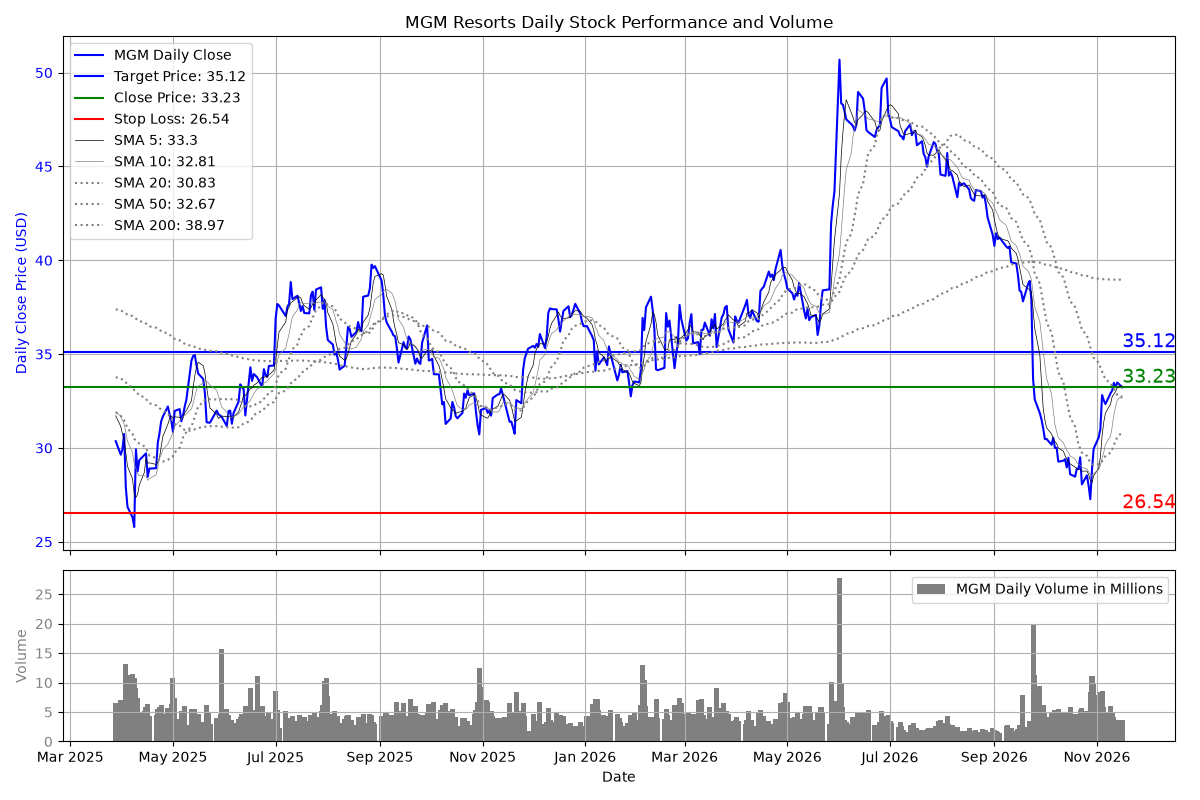 MGM Resorts Daily Stock Performance and Volume
MGM Daily Close
Target Price: 35.12
Close Price: 33.23
Stop Loss: 26.54
SMA 5: 33.3
SMA 10: 32.81
SMA 20: 30.83
SMA 50: 32.67
SMA 200: 38.97
Daily Close Price (USD)
50
45
40
35
30
25
35.12
33.23
26.54
MGM Daily Volume in Millions
Volume
25
20
15
10
5
0
Mar 2025
May 2025
Jul 2025
Sep 2025
Nov 2025
Jan 2026
Mar 2026
May 2026
Jul 2026
Sep 2026
Nov 2026
Date